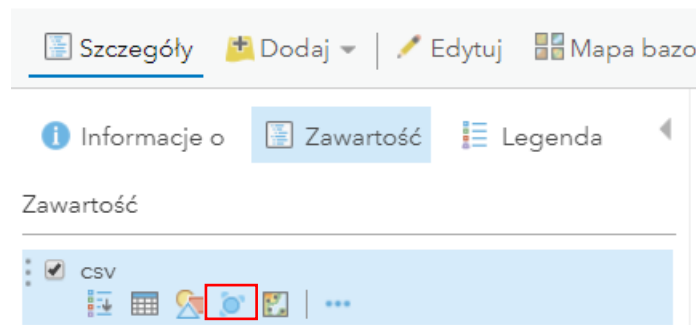 Szczegóły Dodaj Edytuj Mapa bazo
Informacje o Zawartość Legenda
Zawartość
csv